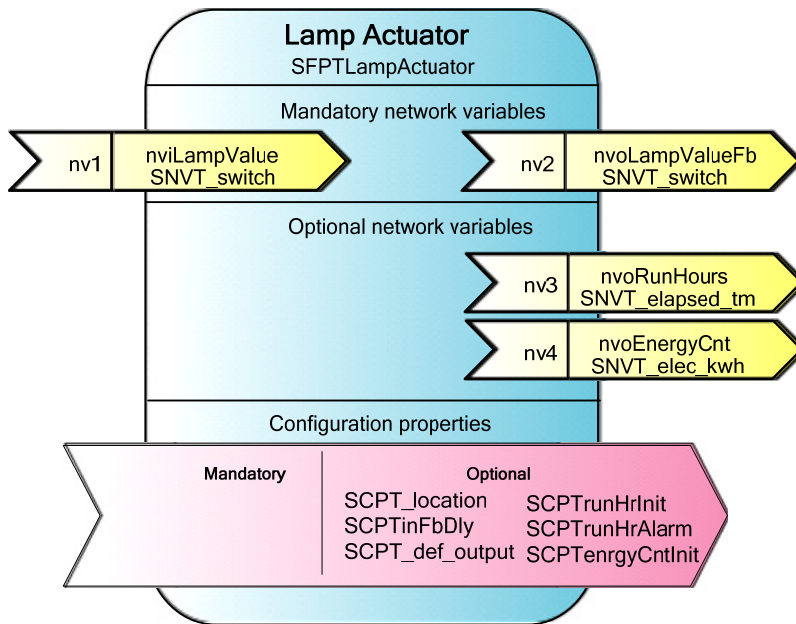 Lamp Actuator
SFPTLampActuator
Mandatory network variables
nv1
nviLampValue
SNVT_switch
nv2
nvoLampValueFb
SNVT_switch
Optional network variables
nv3
nvoRunHours
SNVT_elapsed_tm
nv4
nvoEnergyCnt
SNVT_elec_kwh
Configuration properties
Mandatory
Optional
SCPT_location
SCPTinFbDly
SCPT_def_output
SCPTrunHrInit
SCPTrunHrAlarm
SCPTenrgyCntInit